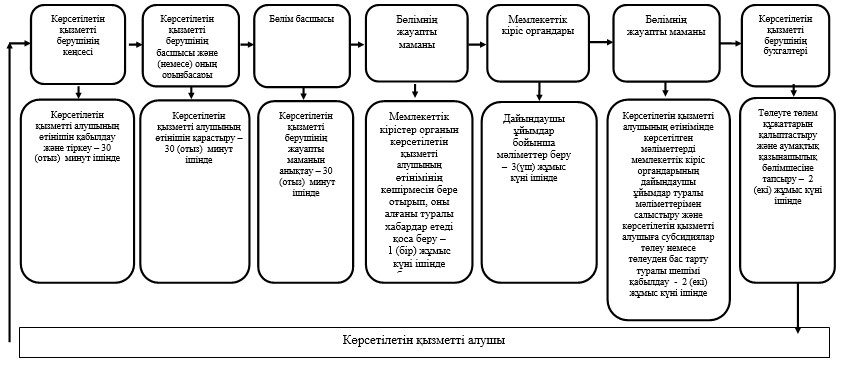 Көрсетілетін
қызметті
берушінің
кеңсесі
Көрсетілетін
қызметті
берушінің
басшысы және
(немесе) оның
орынбасары
Бөлім басшысы
Бөлімнің
жауапты
маманы
Мемлекеттік
кіріс органдары
Бөлімнің
жауапты маманы
Көрсетілетін
қызметті
берушінің
бухгалтері
Көрсетілетін
қызметті алушының
өтінішін қабылдау
және тіркеу – 30
(отыз) минут ішінде
Көрсетілетін
қызметті алушының
өтінішін қарастыру –
30 (отыз) минут
ішінде
Көрсетілетін
қызметті
берушінің
жауапты
маманын
анықтау – 30
(отыз) минут
ішінде
Мемлекеттік
кірістер органын
көрсетілетін
қызметті
алушының
өтінімінің
көшірмесін бере
отырып, оны
алғаны туралы
хабардар етеді
қоса беру –
1 (бір) жұмыс
күні ішінде
Дайындаушы
ұйымдар
бойынша
мәліметтер беру
– 3(үш) жұмыс
күні ішінде
Көрсетілетін қызметті
алушының өтінімінде
көрсетілген
мәліметтерді
мемлекеттік кіріс
органдарының
дайындаушы
ұйымдар туралы
мәліметтерімен
салыстыру және
көрсетілетін қызметті
алушыға субсидиялар
төлеу немесе
төлеуден бас тарту
туралы шешімі
қабылдау - 2 (екі)
жұмыс күні ішінде
Төлеуге төлем
құжаттарын
қалыптастыру
және аумақтық
қазынашылық
бөлімшесіне
тапсыру – 2
(екі) жұмыс күні
ішінде
Көрсетілетін қызметті алушы